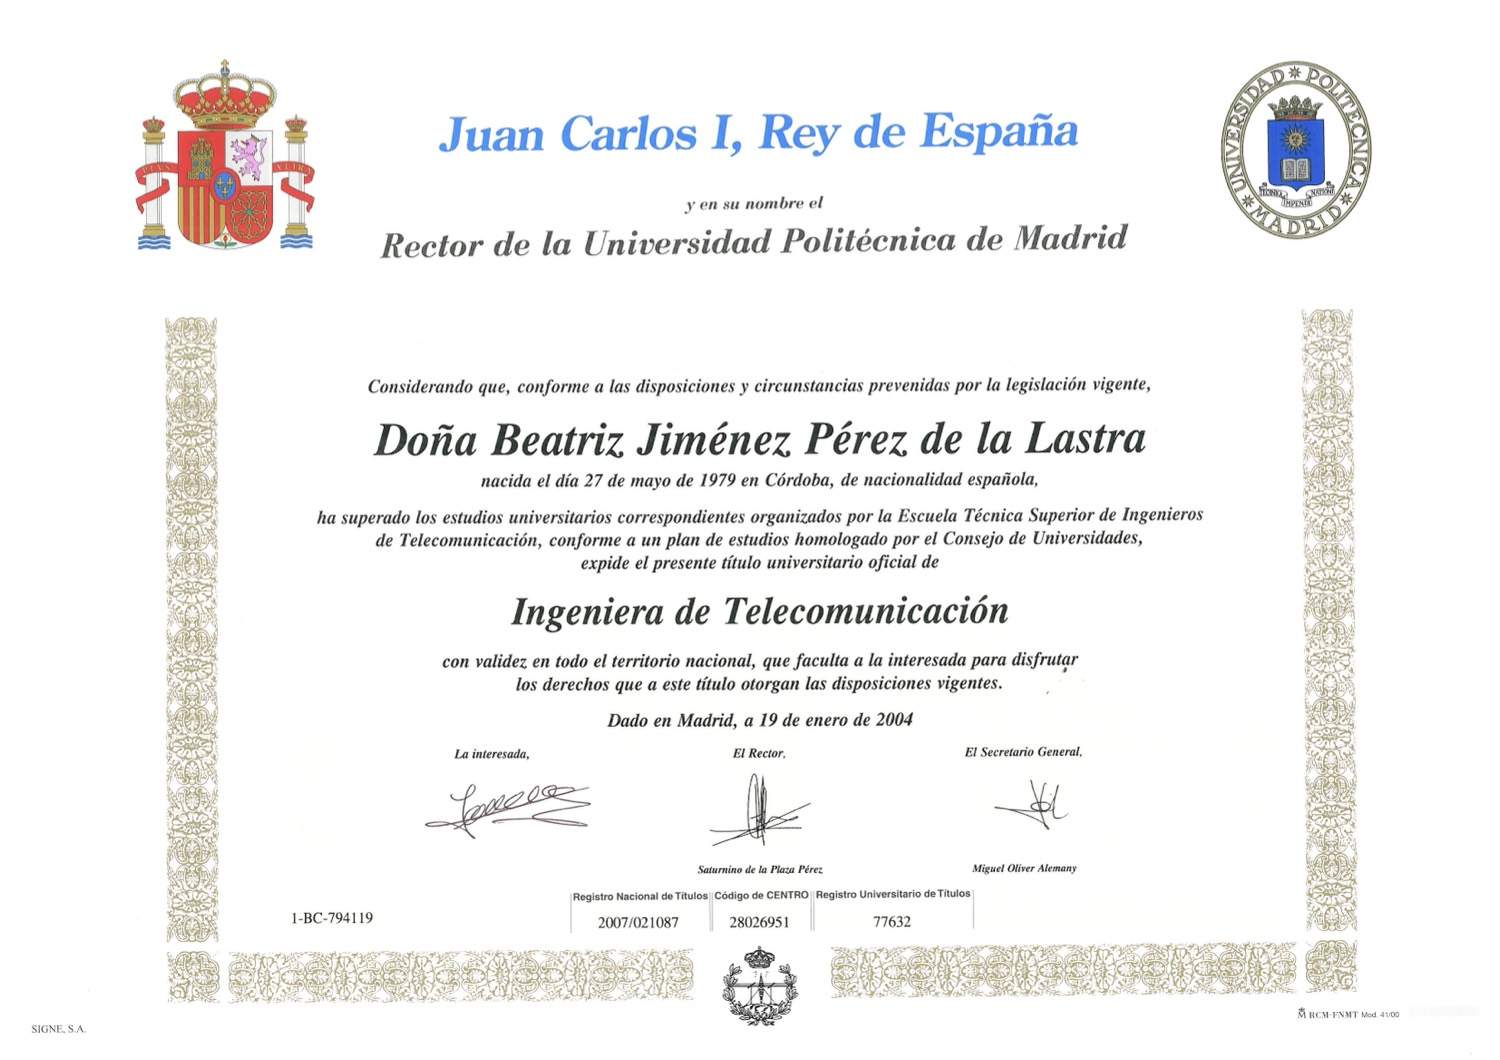 Juan Carlos I, Rey de España
y en su nombre el
Rector de la Universidad Politécnica de Madrid
PLVS VLTRA
UNIVERSIDAD POLITECNICA MADRID
TECHNICA IMPENDI NATIONI
Considerando que, conforme a las disposiciones y circunstancias prevenidas por la legislación vigente,
Doña Beatriz Jiménez Pérez de la Lastra
nacida el día 27 de mayo de 1979 en Córdoba, de nacionalidad española,
ha superado los estudios universitarios correspondientes organizados por la Escuela Técnica Superior de Ingenieros
de Telecomunicación, conforme a un plan de estudios homologado por el Consejo de Universidades,
expide el presente título universitario oficial de
Ingeniera de Telecomunicación
con validez en todo el territorio nacional, que faculta a la interesada para disfrutar
los derechos que a este título otorgan las disposiciones vigentes.
Dado en Madrid, a 19 de enero de 2004
La interesada, El Rector, El Secretario General,
Saturnino de la Plaza Pérez Miguel Oliver Alemany
Registro Nacional de Títulos Código de CENTRO Registro Universitario de Títulos
1-BC-794119 2007/021087 28026951 77632
SIGNE, S.A. RCM-FNMT Mod. 41/00